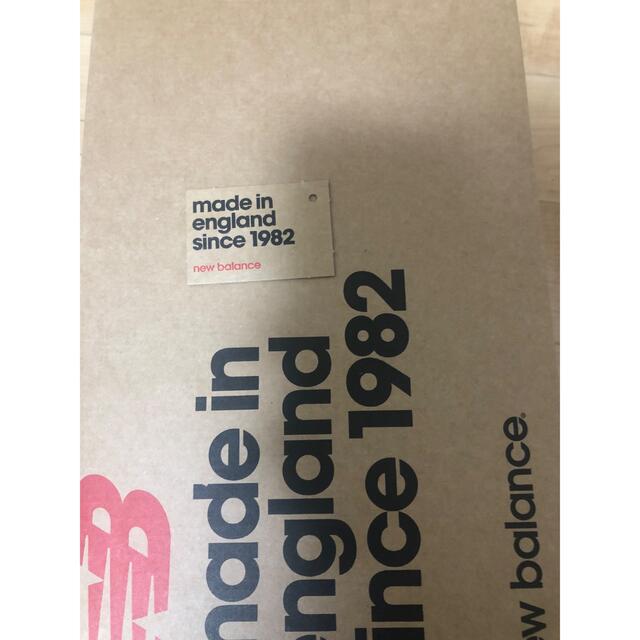 made in
england
since 1982
new balance
made in
england
since 1982
new balance®